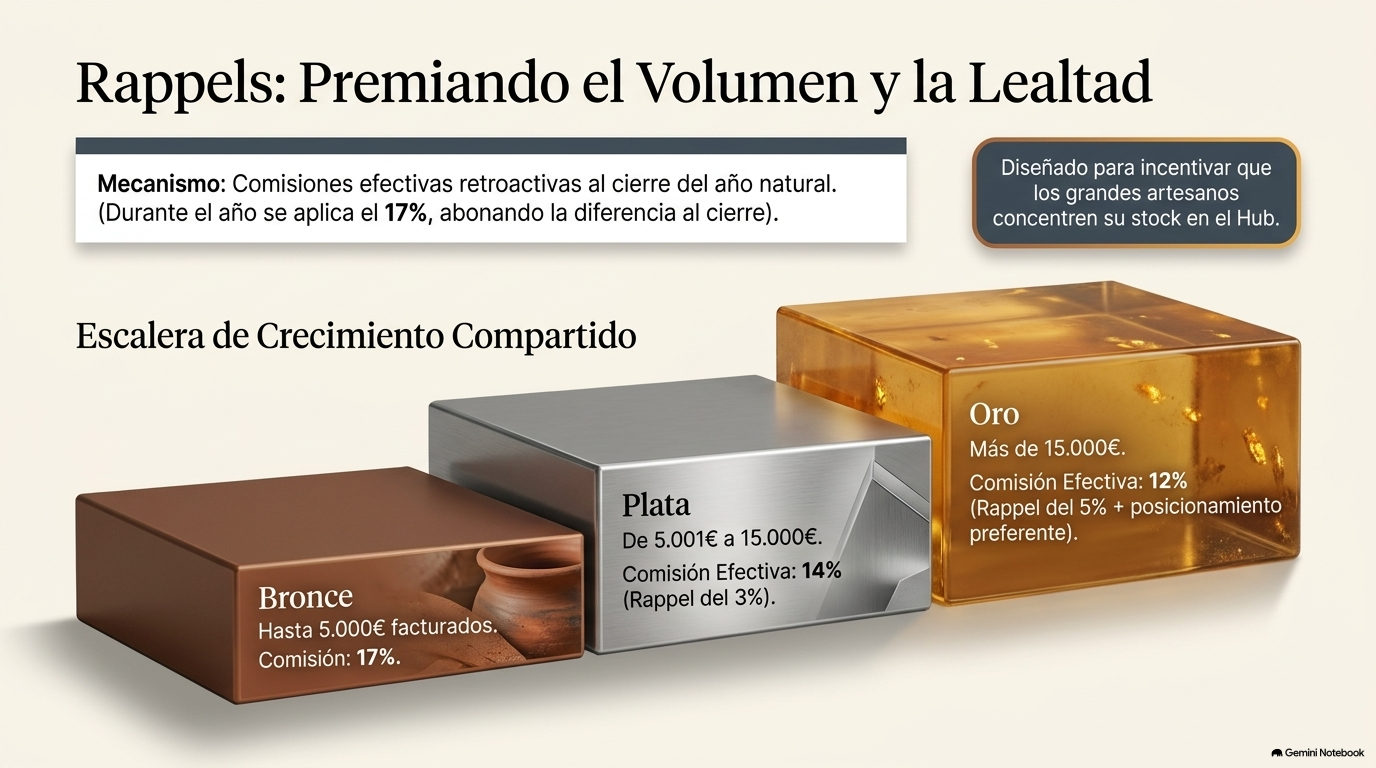 Rappels: Premiando el Volumen y la Lealtad
Mecanismo: Comisiones efectivas retroactivas al cierre del año natural.
(Durante el año se aplica el 17%, abonando la diferencia al cierre).
Diseñado para incentivar que
los grandes artesanos
concentren su stock en el Hub.
Escalera de Crecimiento Compartido
Bronce
Hasta 5.000€ facturados.
Comisión: 17%.
Plata
De 5.001€ a 15.000€.
Comisión Efectiva: 14%
(Rappel del 3%).
Oro
Más de 15.000€.
Comisión Efectiva: 12%
(Rappel del 5% + posicionamiento
preferente).
Gemini Notebook